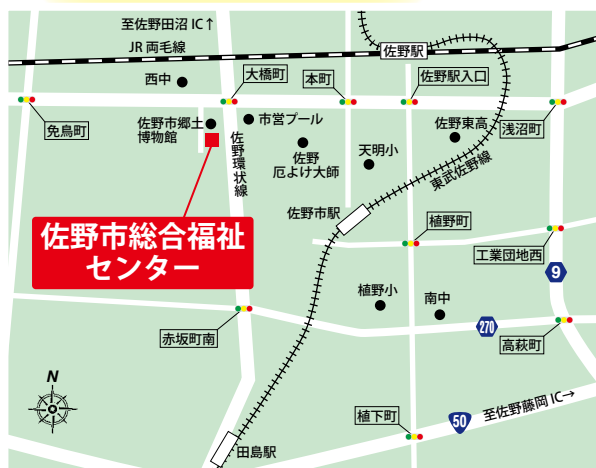 至佐野田沼 IC↑
JR 両毛線
佐野駅
西中
大橋町
本町
佐野駅入口
免鳥町
佐野市郷土
博物館
市営プール
佐野東高
浅沼町
佐野環状線
佐野
厄よけ大師
天明小
東武佐野線
佐野市駅
佐野市総合福祉
センター
植野町
工業団地西
9
植野小
南中
赤坂町南
270
高萩町
N
植下町
50
至佐野藤岡 IC→
田島駅